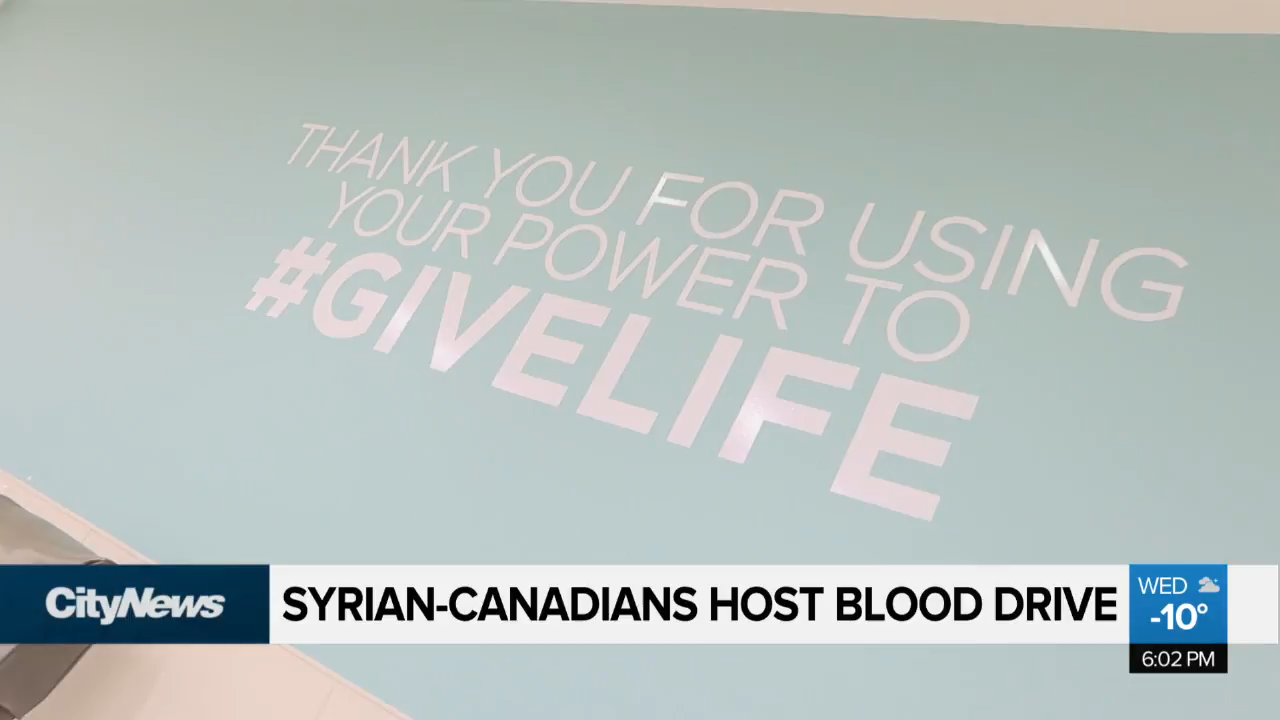 THANK YOU FOR USING
YOUR POWER TO
#GIVELIFE
CityNews
SYRIAN-CANADIANS HOST BLOOD DRIVE
WED
-10°
6:02 PM